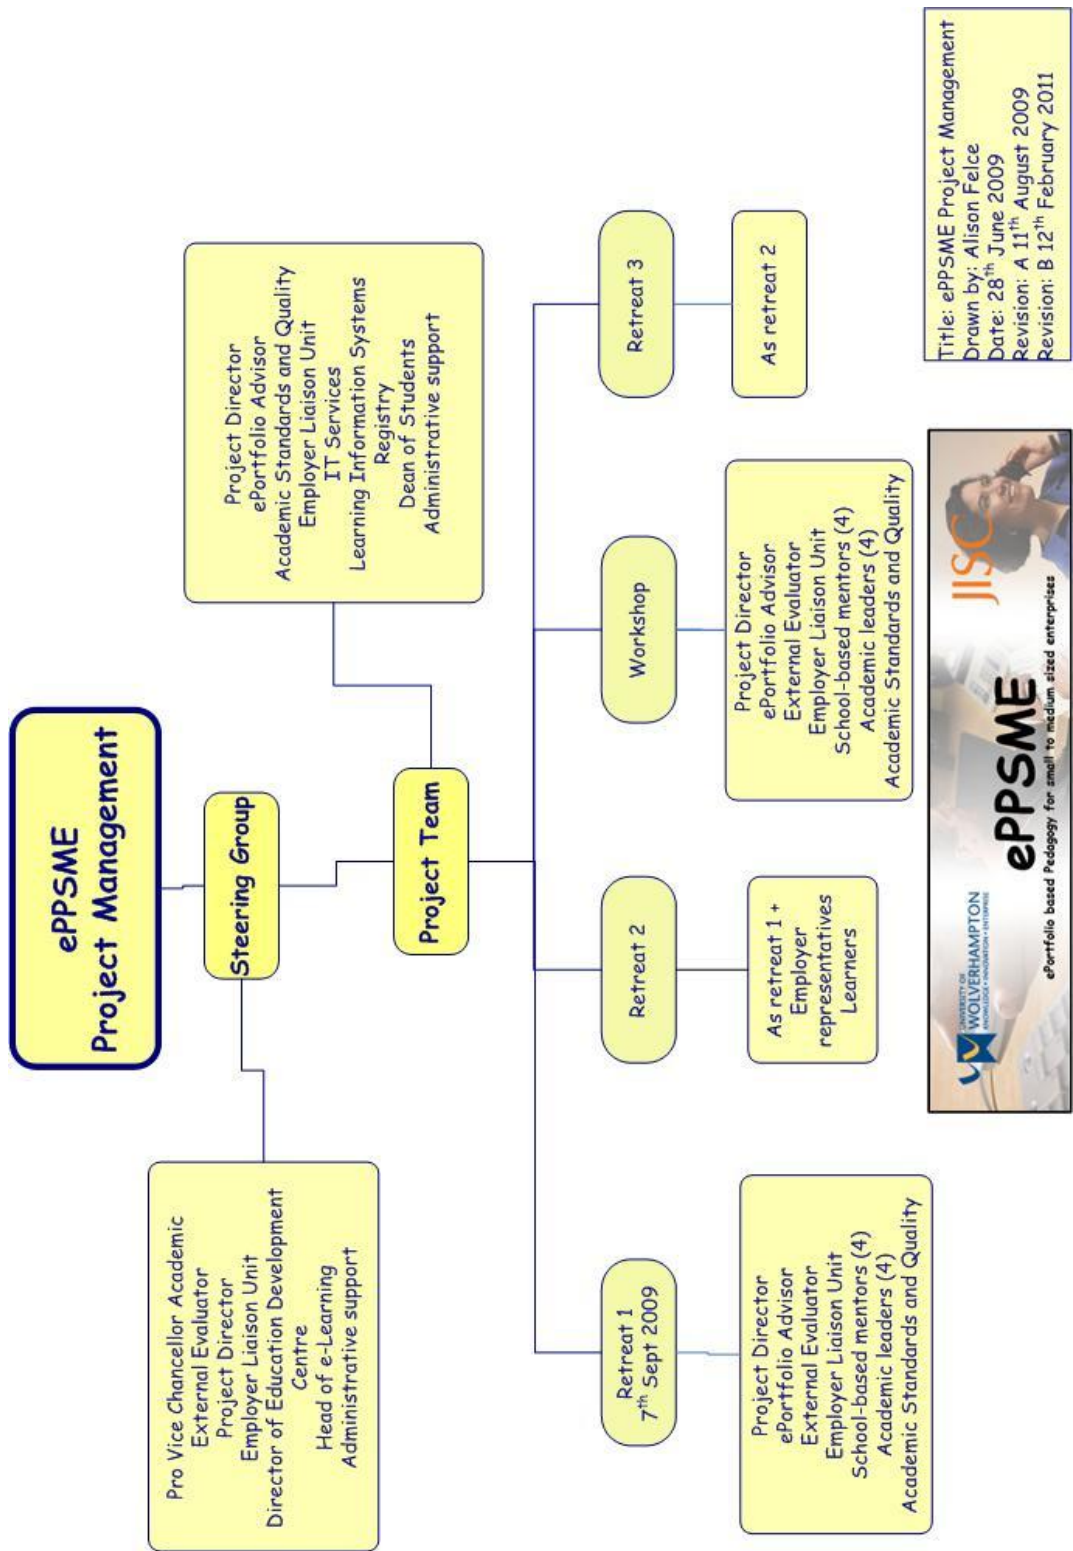 ePPSME
Project Management
Steering Group
Pro Vice Chancellor Academic
External Evaluator
Project Director
Employer Liaison Unit
Director of Education Development
Centre
Head of e-Learning
Administrative support
Project Team
Project Director
ePortfolio Advisor
Academic Standards and Quality
Employer Liaison Unit
IT Services
Learning Information Systems
Registry
Dean of Students
Administrative support
Retreat 1
7th Sept 2009
Project Director
ePortfolio Advisor
External Evaluator
Employer Liaison Unit
School-based mentors (4)
Academic leaders (4)
Academic Standards and Quality
Retreat 2
As retreat 1 +
Employer
representatives
Learners
Workshop
Project Director
ePortfolio Advisor
External Evaluator
Employer Liaison Unit
School-based mentors (4)
Academic leaders (4)
Academic Standards and Quality
Retreat 3
As retreat 2
UNIVERSITY OF
WOLVERHAMPTON
KNOWLEDGE • INNOVATION • ENTERPRISE
JISC
ePPSME
ePortfolio based Pedagogy for small to medium sized enterprises
Title: ePPSME Project Management
Drawn by: Alison Felce
Date: 28th June 2009
Revision: A 11th August 2009
Revision: B 12th February 2011